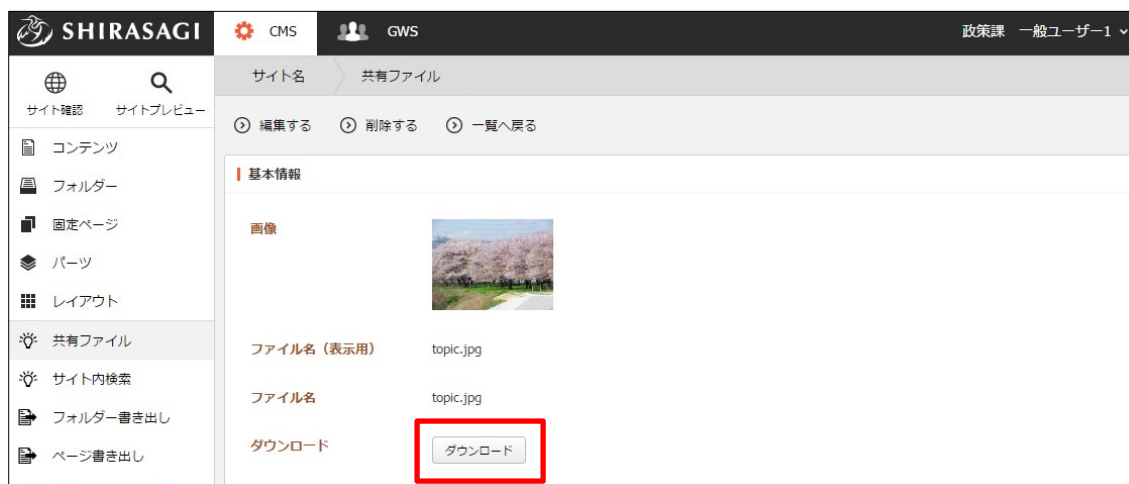 SHIRASAGI CMS GWS 政策課 一般ユーザー1
サイト確認 サイトプレビュー
サイト名 共有ファイル
編集する 削除する 一覧へ戻る
コンテンツ
フォルダー
固定ページ
パーツ
レイアウト
共有ファイル
サイト内検索
フォルダー書き出し
ページ書き出し
基本情報
画像
ファイル名（表示用） topic.jpg
ファイル名 topic.jpg
ダウンロード ダウンロード